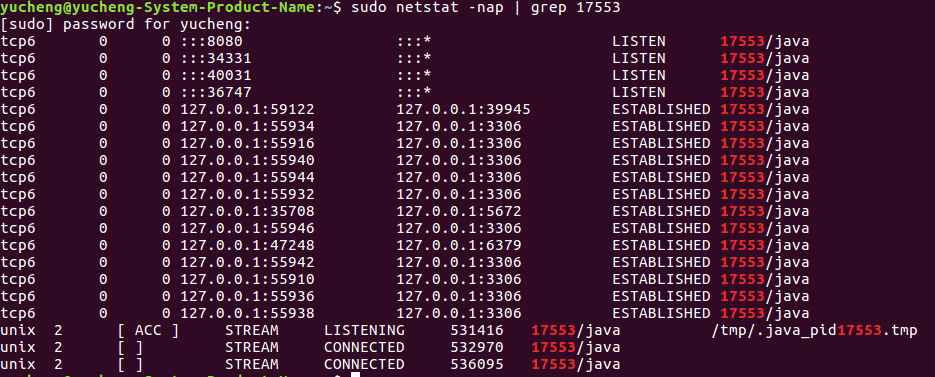 yucheng@yucheng-System-Product-Name:~$ sudo netstat -nap | grep 17553
[sudo] password for yucheng:
tcp6       0      0 :::8080                 :::*                    LISTEN      17553/java
tcp6       0      0 :::34331                :::*                    LISTEN      17553/java
tcp6       0      0 :::40031                :::*                    LISTEN      17553/java
tcp6       0      0 :::36747                :::*                    LISTEN      17553/java
tcp6       0      0 127.0.0.1:59122         127.0.0.1:39945         ESTABLISHED 17553/java
tcp6       0      0 127.0.0.1:55934         127.0.0.1:3306          ESTABLISHED 17553/java
tcp6       0      0 127.0.0.1:55916         127.0.0.1:3306          ESTABLISHED 17553/java
tcp6       0      0 127.0.0.1:55940         127.0.0.1:3306          ESTABLISHED 17553/java
tcp6       0      0 127.0.0.1:55944         127.0.0.1:3306          ESTABLISHED 17553/java
tcp6       0      0 127.0.0.1:55932         127.0.0.1:3306          ESTABLISHED 17553/java
tcp6       0      0 127.0.0.1:35708         127.0.0.1:5672          ESTABLISHED 17553/java
tcp6       0      0 127.0.0.1:55946         127.0.0.1:3306          ESTABLISHED 17553/java
tcp6       0      0 127.0.0.1:47248         127.0.0.1:6379          ESTABLISHED 17553/java
tcp6       0      0 127.0.0.1:55942         127.0.0.1:3306          ESTABLISHED 17553/java
tcp6       0      0 127.0.0.1:55910         127.0.0.1:3306          ESTABLISHED 17553/java
tcp6       0      0 127.0.0.1:55936         127.0.0.1:3306          ESTABLISHED 17553/java
tcp6       0      0 127.0.0.1:55938         127.0.0.1:3306          ESTABLISHED 17553/java
unix  2      [ ACC ]     STREAM     LISTENING     531416   17553/java          /tmp/.java_pid17553.tmp
unix  2      [ ]         STREAM     CONNECTED     532970   17553/java
unix  2      [ ]         STREAM     CONNECTED     536095   17553/java